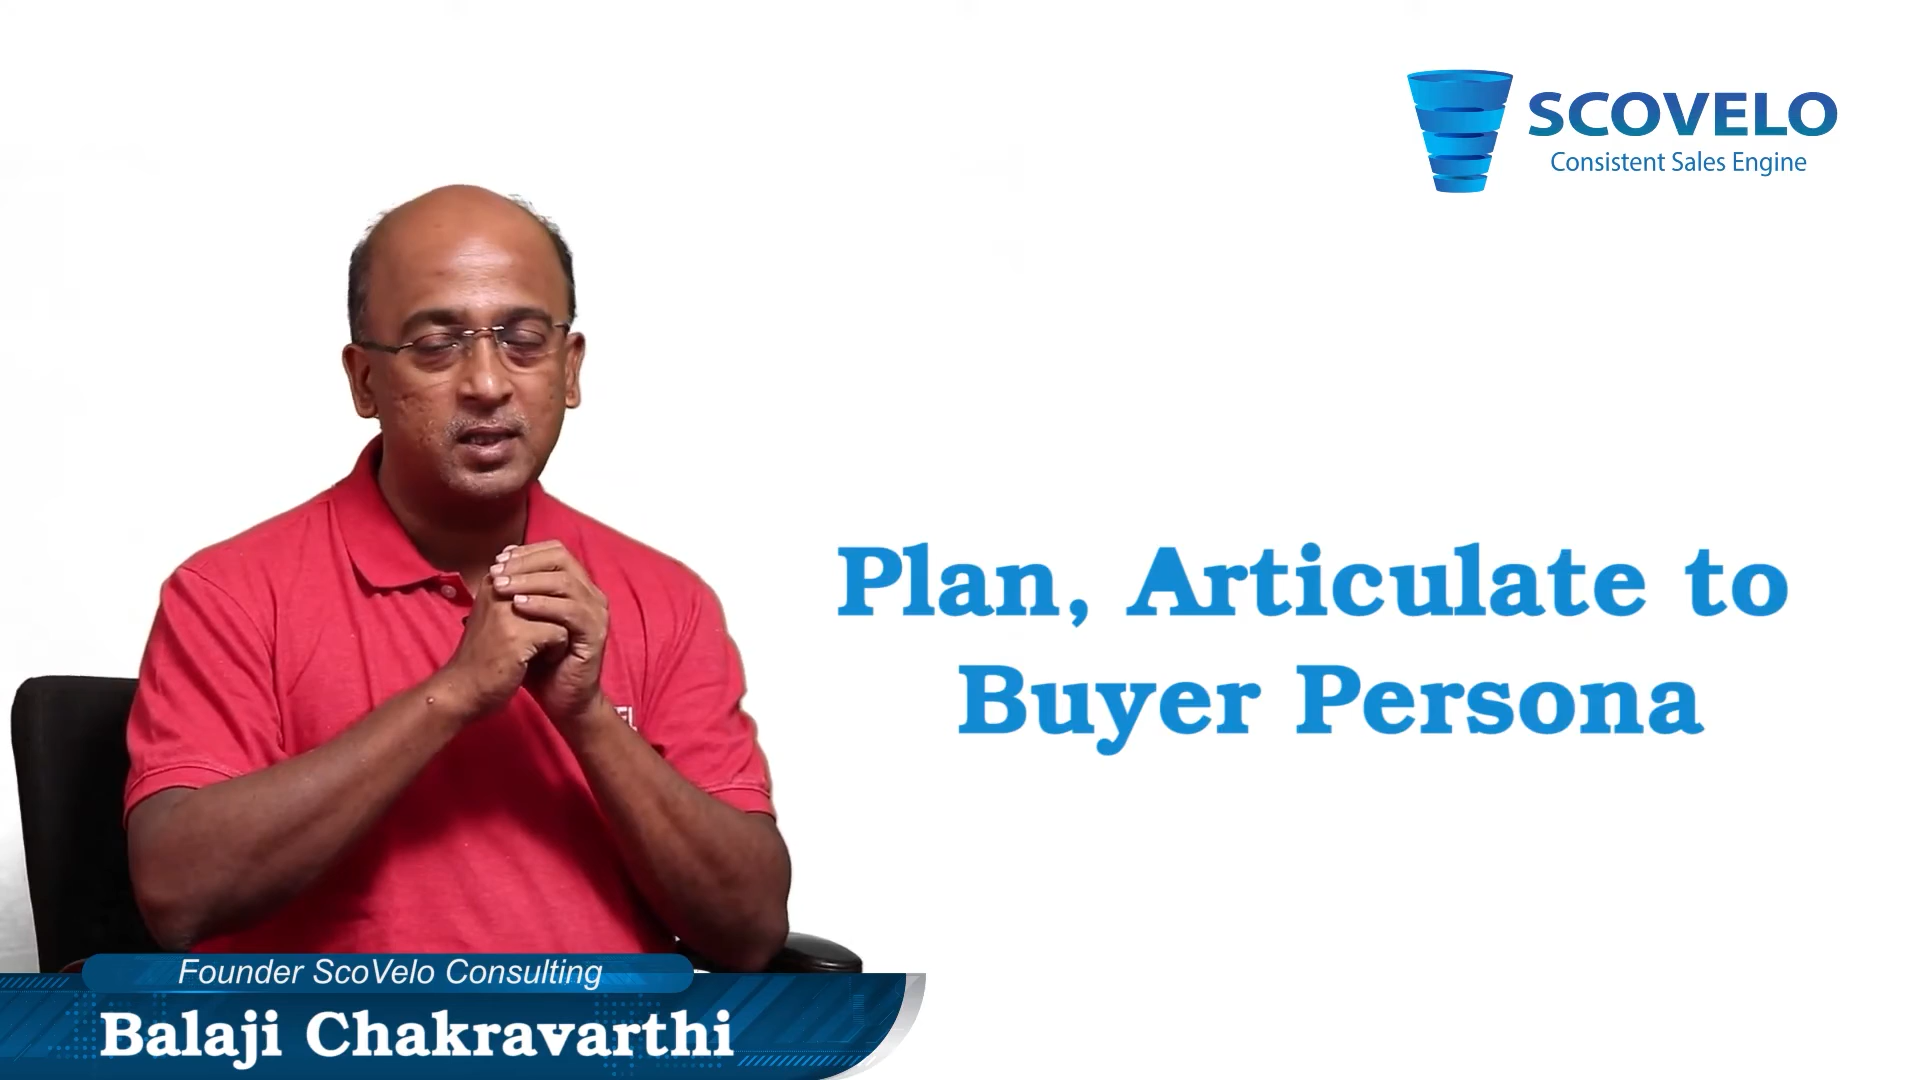 SCOVELO
Consistent Sales Engine
Plan, Articulate to
Buyer Persona
Founder ScoVelo Consulting
Balaji Chakravarthi